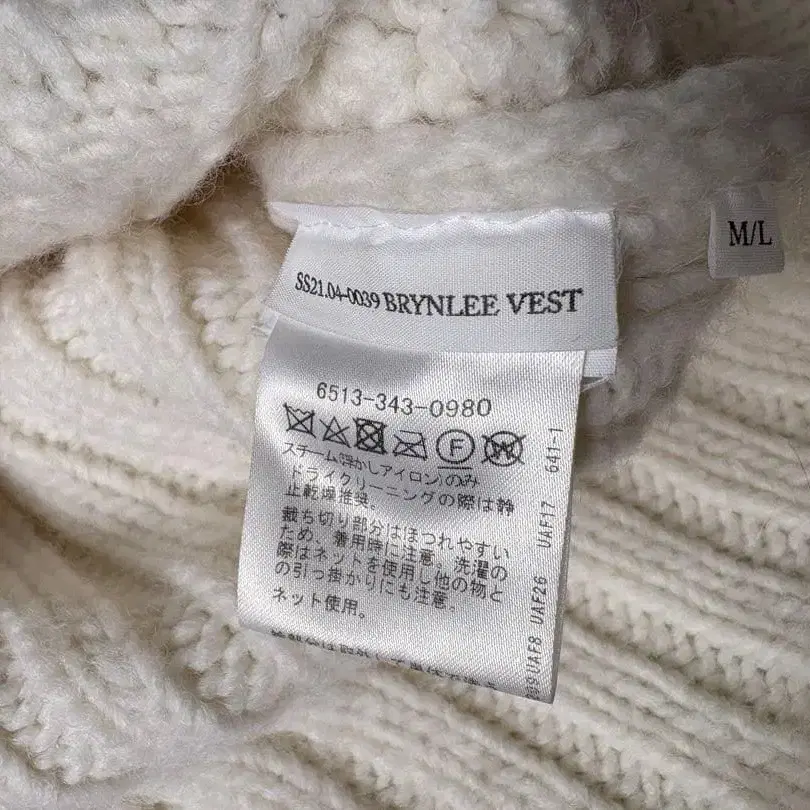 SS21.04-0039 BRYNLEE VEST
M/L
6513-343-0980
F W
スチーム(浮かしアイロン)のみ
ドライクリーニングの際は静
止乾燥推奨。
裁ち切り部分はほつれやすい
ため、着用時に注意。洗濯の
際はネットを使用し他の物と
の引っ掛かりにも注意。
ネット使用。
UAF8 UAF26 UAF17 641-1